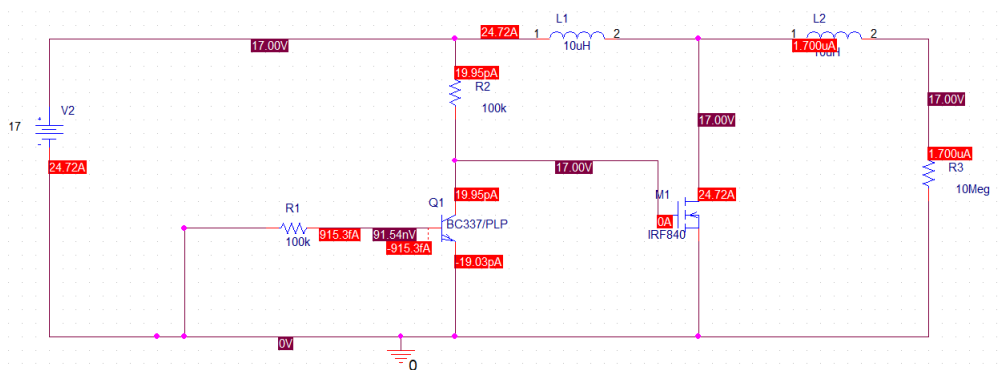 L1
24.72A
1
2
10uH
17.00V
L2
1
2
1.700uA
10uH
19.95pA
R2
100k
V2
17
+
-
24.72A
17.00V
17.00V
17.00V
1.700uA
R3
10Meg
19.95pA
Q1
BC337/PLP
M1
24.72A
0A
IRF840
R1
100k
915.3fA
91.54nV
-915.3fA
-19.03pA
0V
0